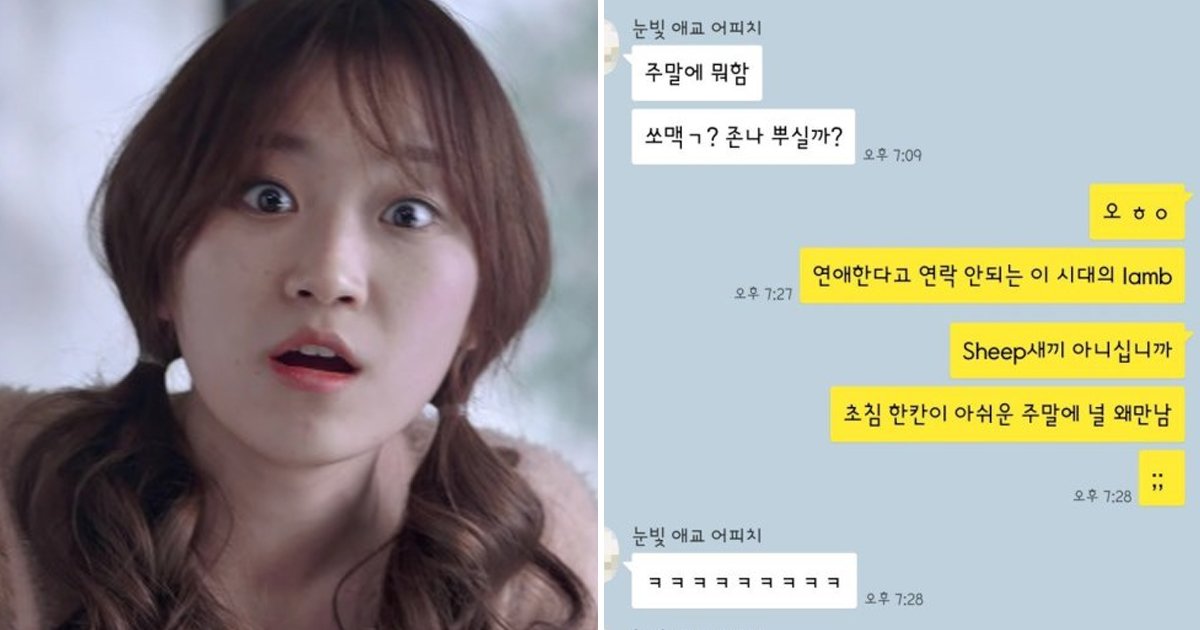 눈빛 애교 어피치
주말에 뭐함
쏘맥ㄱ? 존나 뿌실까?
오후 7:09
오 ㅎㅇ
연애한다고 연락 안되는 이 시대의 lamb
오후 7:27
Sheep새끼 아니십니까
초침 한칸이 아쉬운 주말에 널 왜만남
;;
오후 7:28
눈빛 애교 어피치
ㅋㅋㅋㅋㅋㅋㅋㅋㅋ
오후 7:28